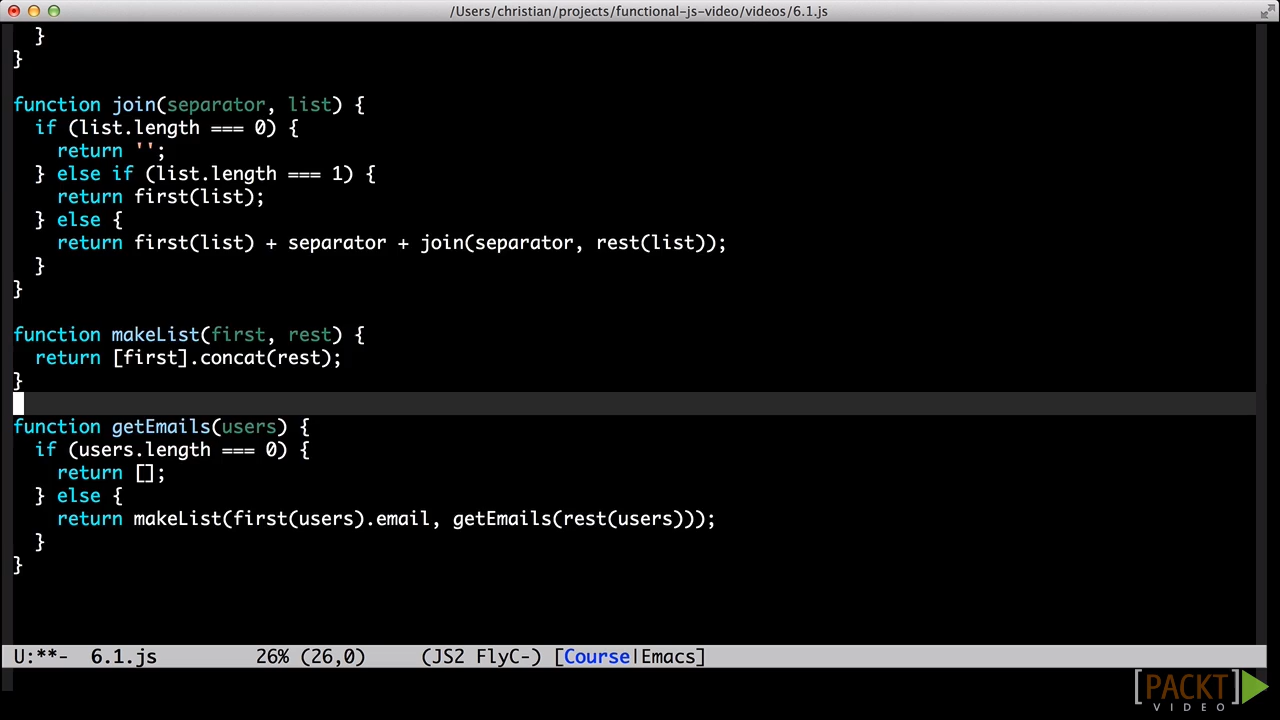 /Users/christian/projects/functional-js-video/videos/6.1.js
  }
}
function join(separator, list) {
  if (list.length === 0) {
    return '';
  } else if (list.length === 1) {
    return first(list);
  } else {
    return first(list) + separator + join(separator, rest(list));
  }
}
function makeList(first, rest) {
  return [first].concat(rest);
}
function getEmails(users) {
  if (users.length === 0) {
    return [];
  } else {
    return makeList(first(users).email, getEmails(rest(users)));
  }
}
U:**-  6.1.js         26% (26,0)     (JS2 FlyC-) [Course|Emacs]
[PACKT]
VIDEO